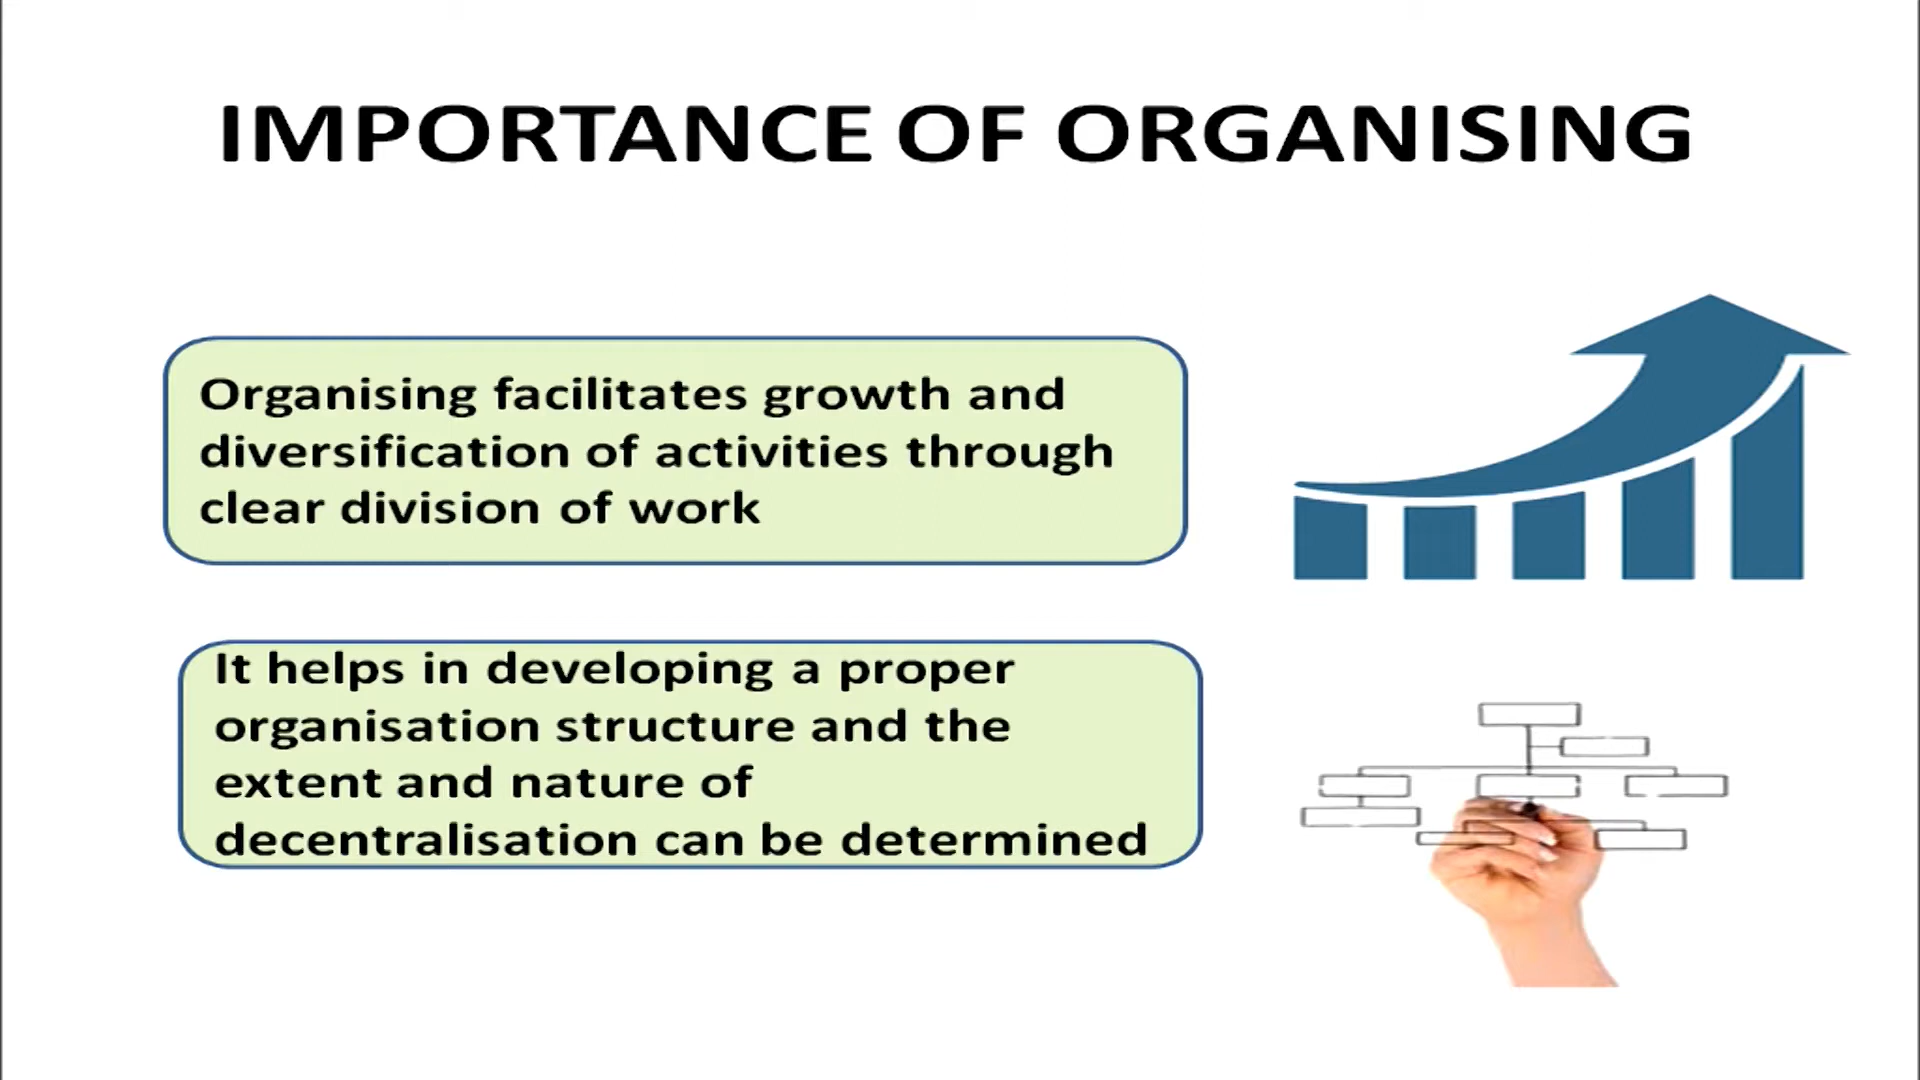 IMPORTANCE OF ORGANISING
Organising facilitates growth and
diversification of activities through
clear division of work
It helps in developing a proper
organisation structure and the
extent and nature of
decentralisation can be determined